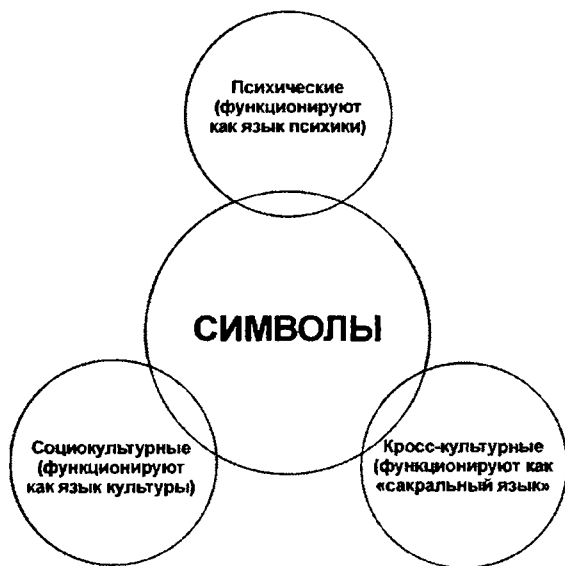 Психические
(функционируют
как язык психики)
СИМВОЛЫ
Социокультурные
(функционируют
как язык культуры)
Кросс-культурные
(функционируют как
«сакральный язык»